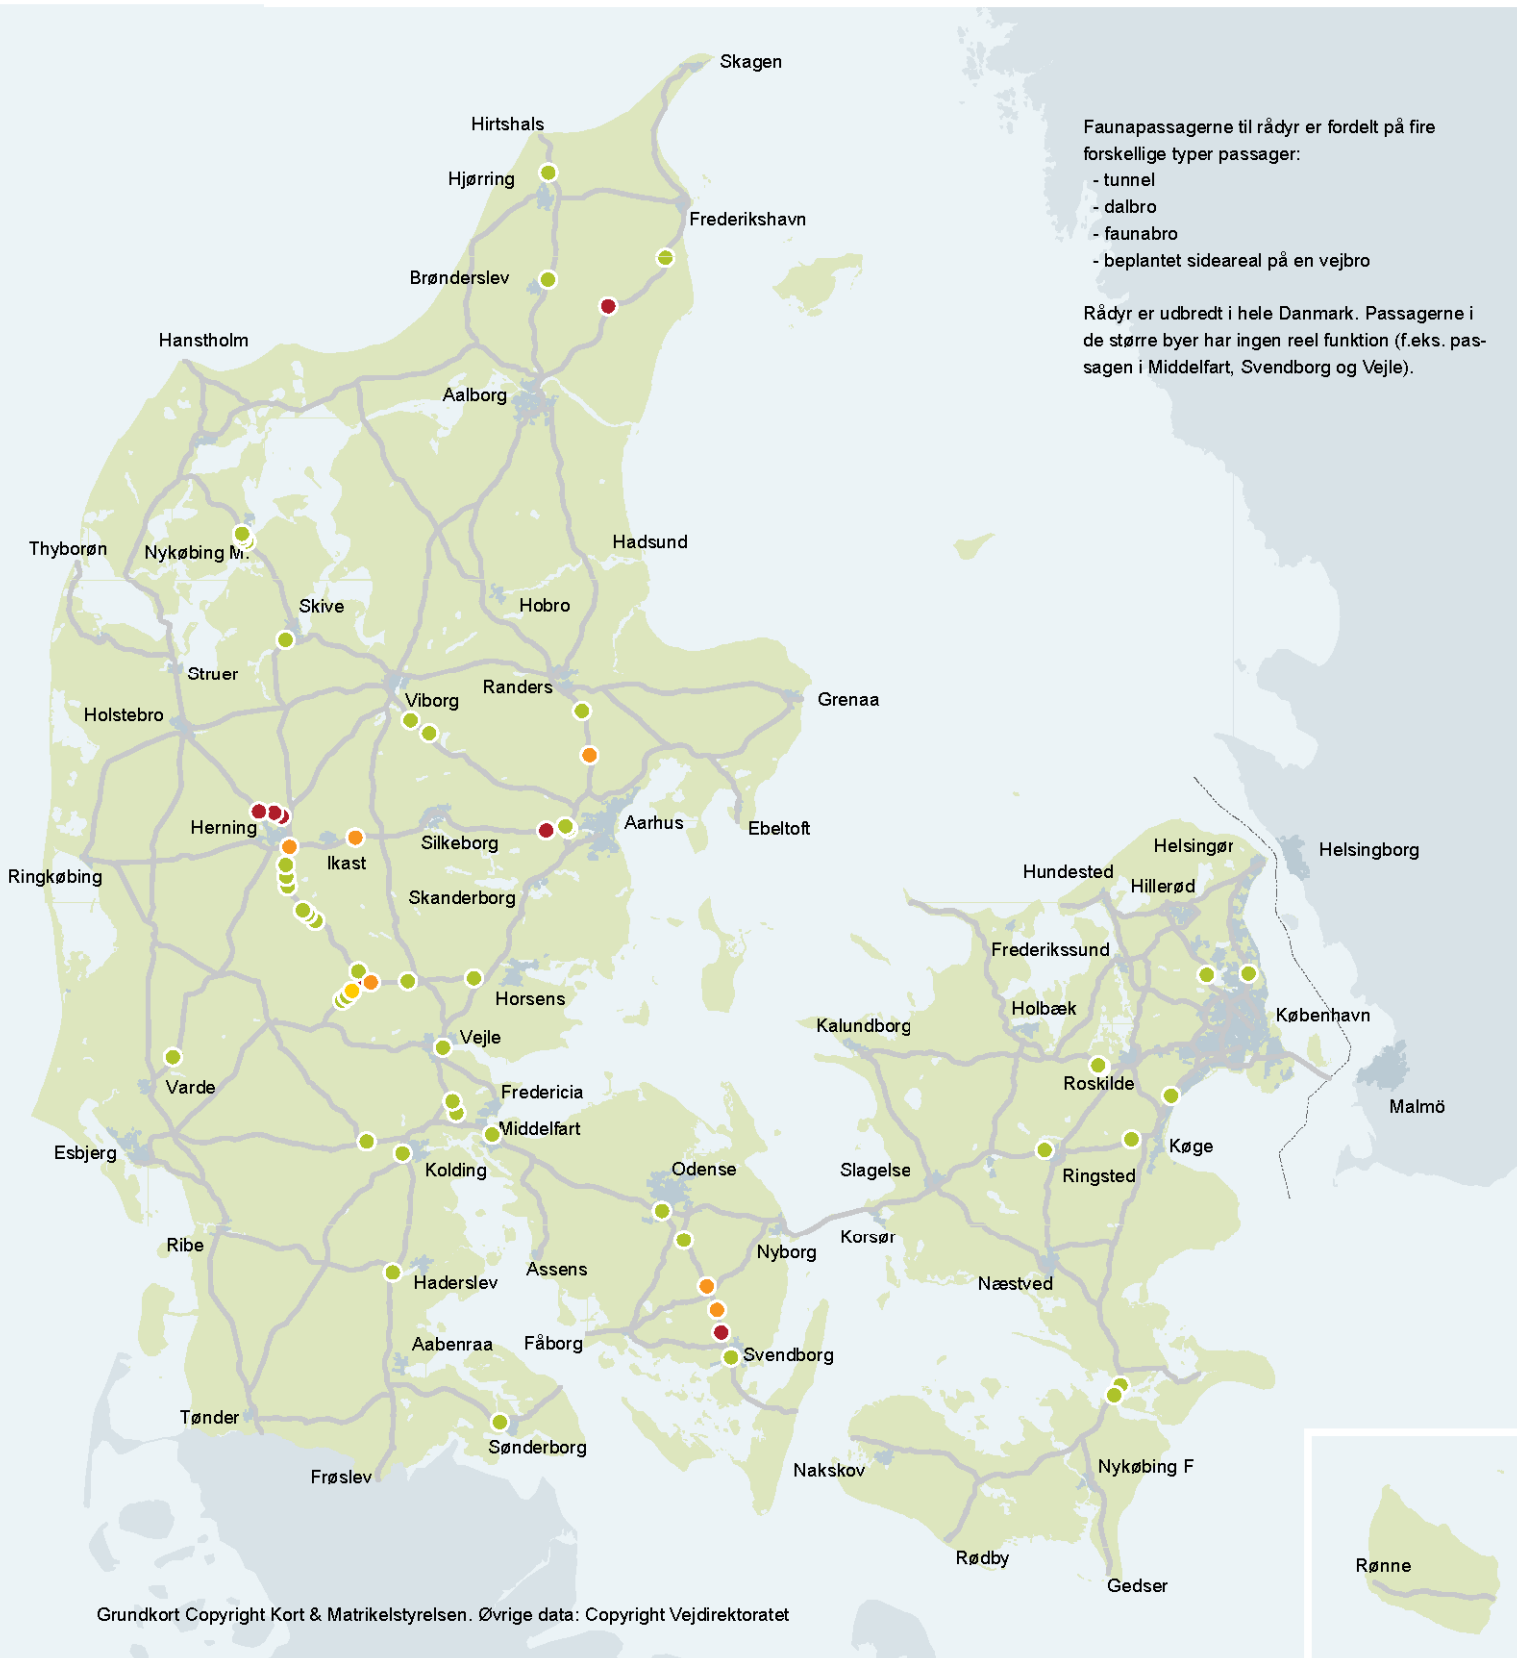 Skagen
Hirtshals
Hjørring
Frederikshavn
Brønderslev
Hanstholm
Aalborg
Faunapassagerne til rådyr er fordelt på fire
forskellige typer passager:
- tunnel
- dalbro
- faunabro
- beplantet sideareal på en vejbro
Rådyr er udbredt i hele Danmark. Passagerne i
de større byer har ingen reel funktion (f.eks. pas-
sagen i Middelfart, Svendborg og Vejle).
Thyborøn
Nykøbing M.
Hadsund
Skive
Hobro
Struer
Randers
Viborg
Grenaa
Holstebro
Herning
Aarhus
Ebeltoft
Silkeborg
Ikast
Ringkøbing
Skanderborg
Horsens
Vejle
Varde
Fredericia
Middelfart
Esbjerg
Kolding
Odense
Ribe
Haderslev
Assens
Nyborg
Aabenraa
Fåborg
Svendborg
Tønder
Sønderborg
Frøslev
Helsingør
Helsingborg
Hundested
Hillerød
Frederikssund
Holbæk
København
Kalundborg
Roskilde
Malmö
Køge
Slagelse
Ringsted
Korsør
Næstved
Nakskov
Nykøbing F
Rødby
Gedser
Rønne
Grundkort Copyright Kort & Matrikelstyrelsen. Øvrige data: Copyright Vejdirektoratet